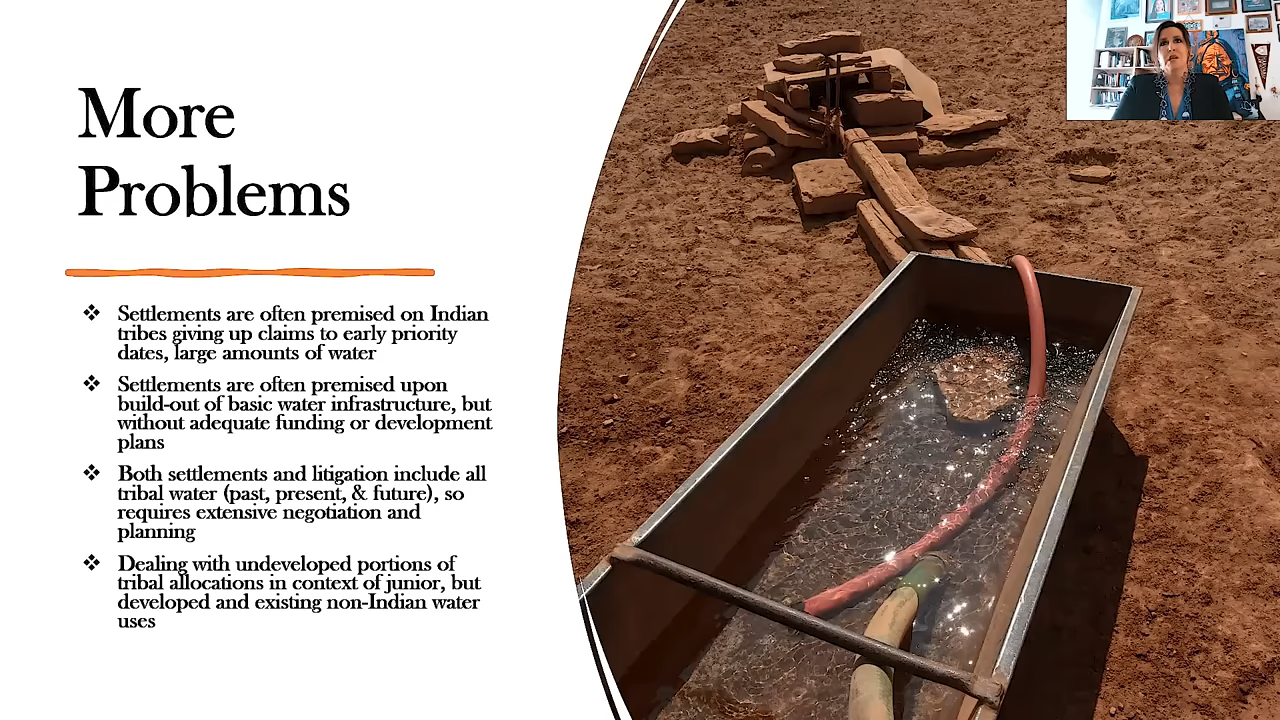 More
Problems
❖ Settlements are often premised on Indian
tribes giving up claims to early priority
dates, large amounts of water
❖ Settlements are often premised upon
build-out of basic water infrastructure, but
without adequate funding or development
plans
❖ Both settlements and litigation include all
tribal water (past, present, & future), so
requires extensive negotiation and
planning
❖ Dealing with undeveloped portions of
tribal allocations in context of junior, but
developed and existing non-Indian water
uses